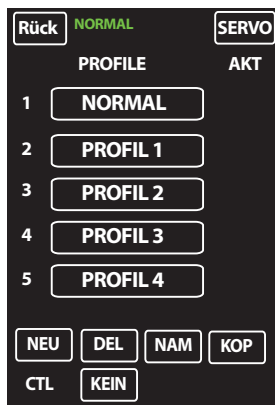 Rück NORMAL SERVO
PROFILE AKT
1 NORMAL
2 PROFIL 1
3 PROFIL 2
4 PROFIL 3
5 PROFIL 4
NEU DEL NAM KOP
CTL KEIN